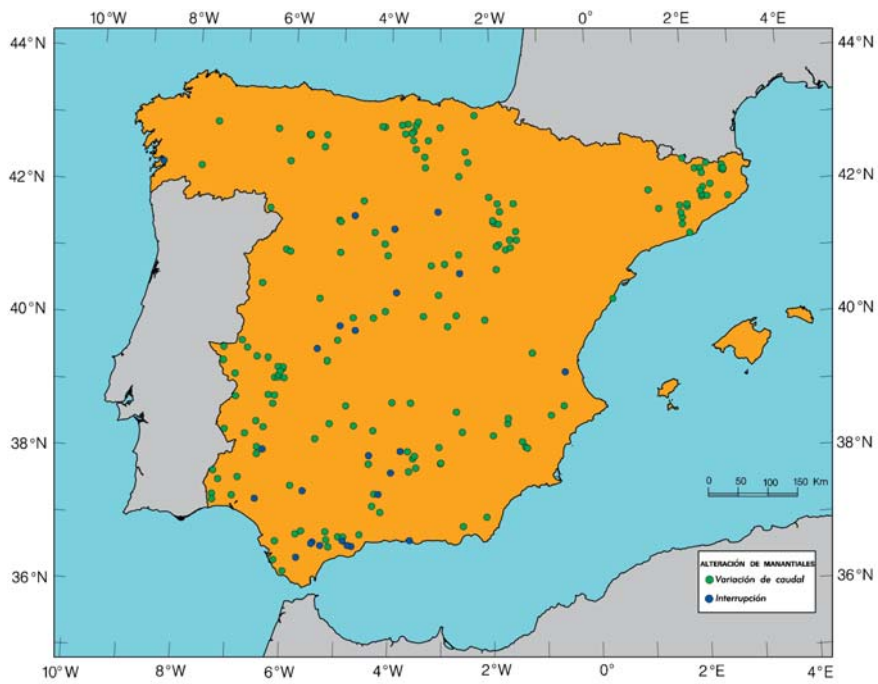 10°W 8°W 6°W 4°W 2°W 0° 2°E 4°E
44°N 44°N
42°N 42°N
40°N 40°N
38°N 38°N
0 50 100 150 Km
ALTERACIÓN DE MANANTIALES
Variación de caudal
Interrupción
36°N 36°N
10°W 8°W 6°W 4°W 2°W 0° 2°E 4°E